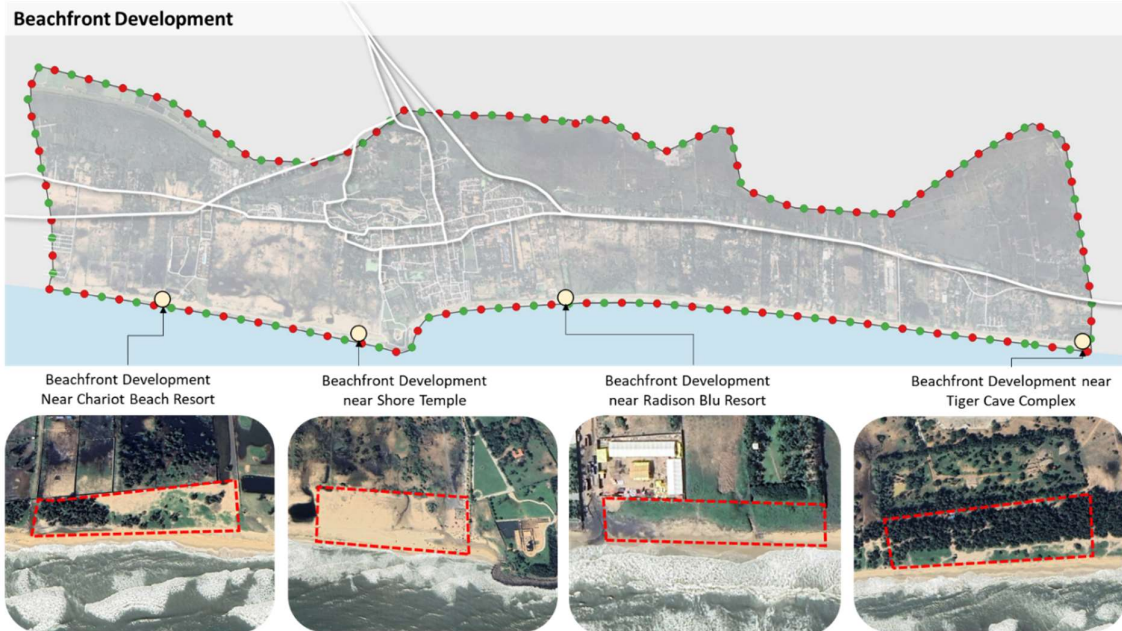 Beachfront Development
Beachfront Development
Near Chariot Beach Resort
Beachfront Development
near Shore Temple
Beachfront Development
near Radison Blu Resort
Beachfront Development near
Tiger Cave Complex